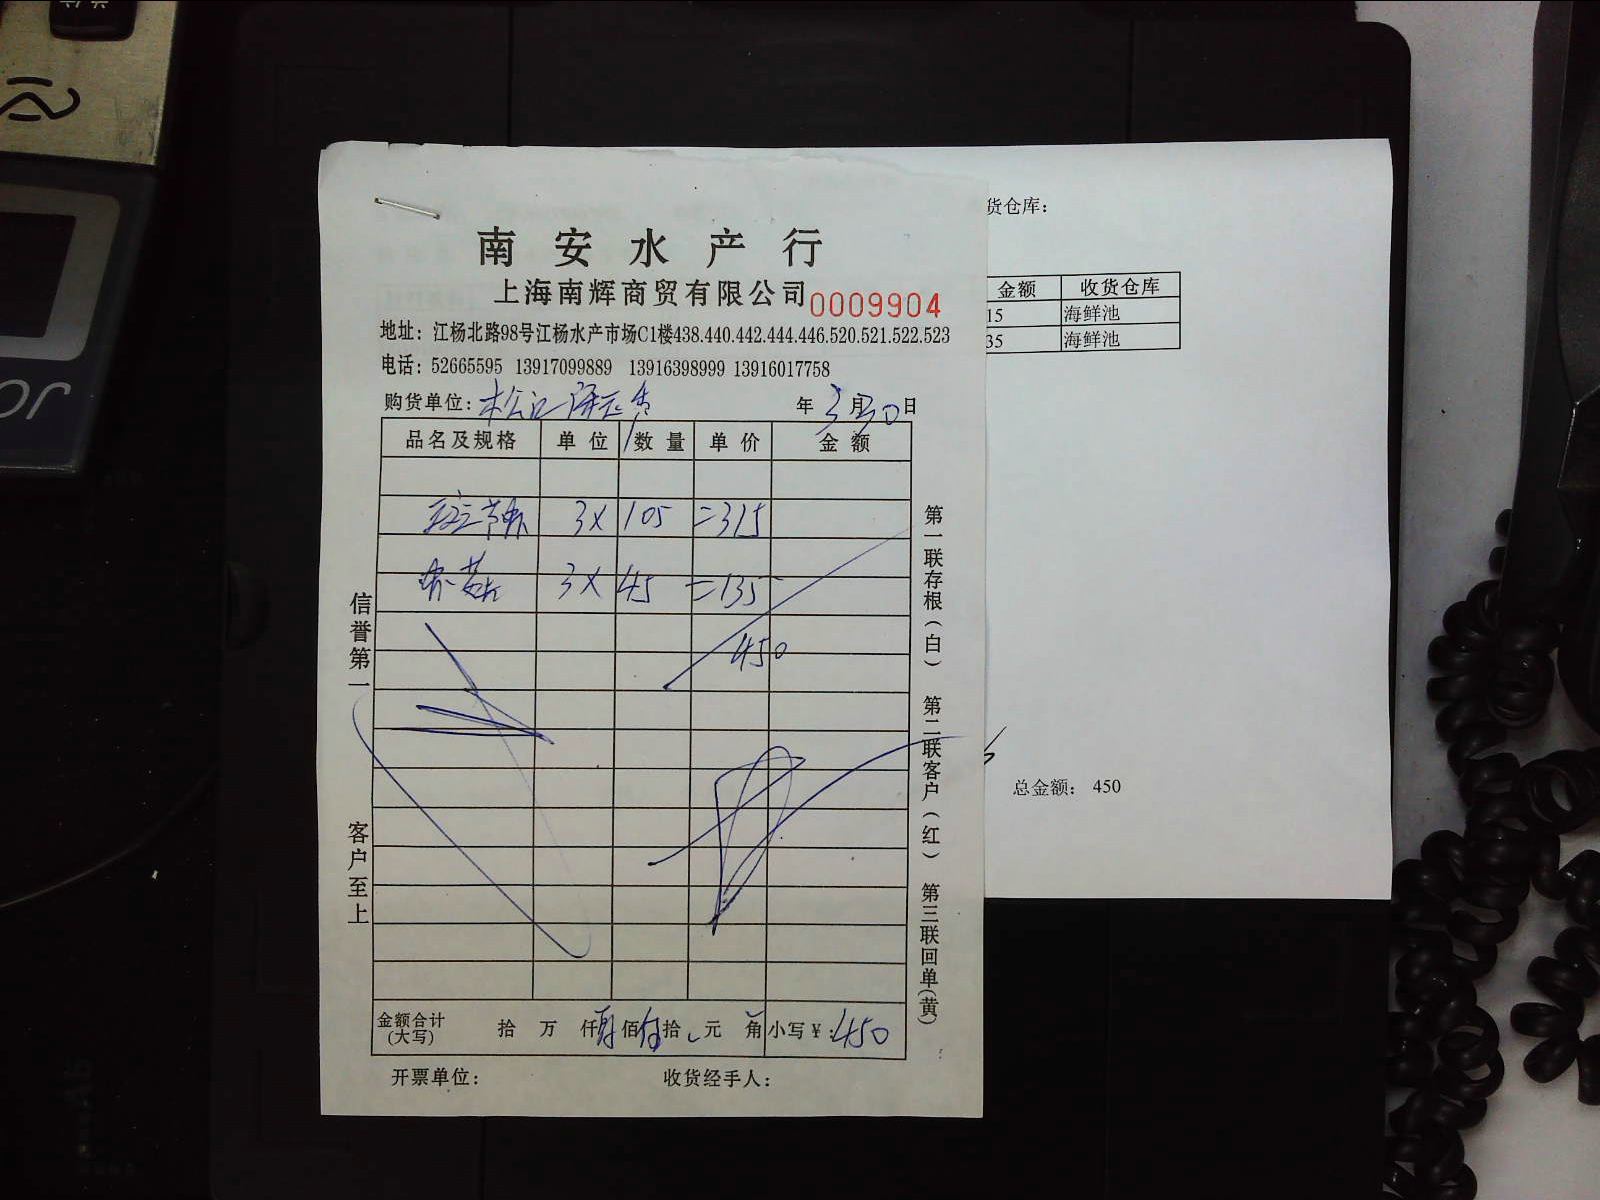 南安水产行
上海南辉商贸有限公司 0009904
地址：江杨北路98号江杨水产市场C1楼438.440.442.444.446.520.521.522.523
电话：52665595 13917099889 13916398999 13916017758
购货单位：松江 年3月30日
品名及规格 单位 数量 单价 金额
节虾 3X 105 =315
3X 45 =135
450
金额合计(大写) 拾 万 仟 佰 拾 元 角 小写￥:450
开票单位： 收货经手人：
信誉第一 客户至上
第一联存根(白) 第二联客户(红) 第三联回单(黄)
货仓库：
金额 收货仓库
15 海鲜池
35 海鲜池
总金额： 450